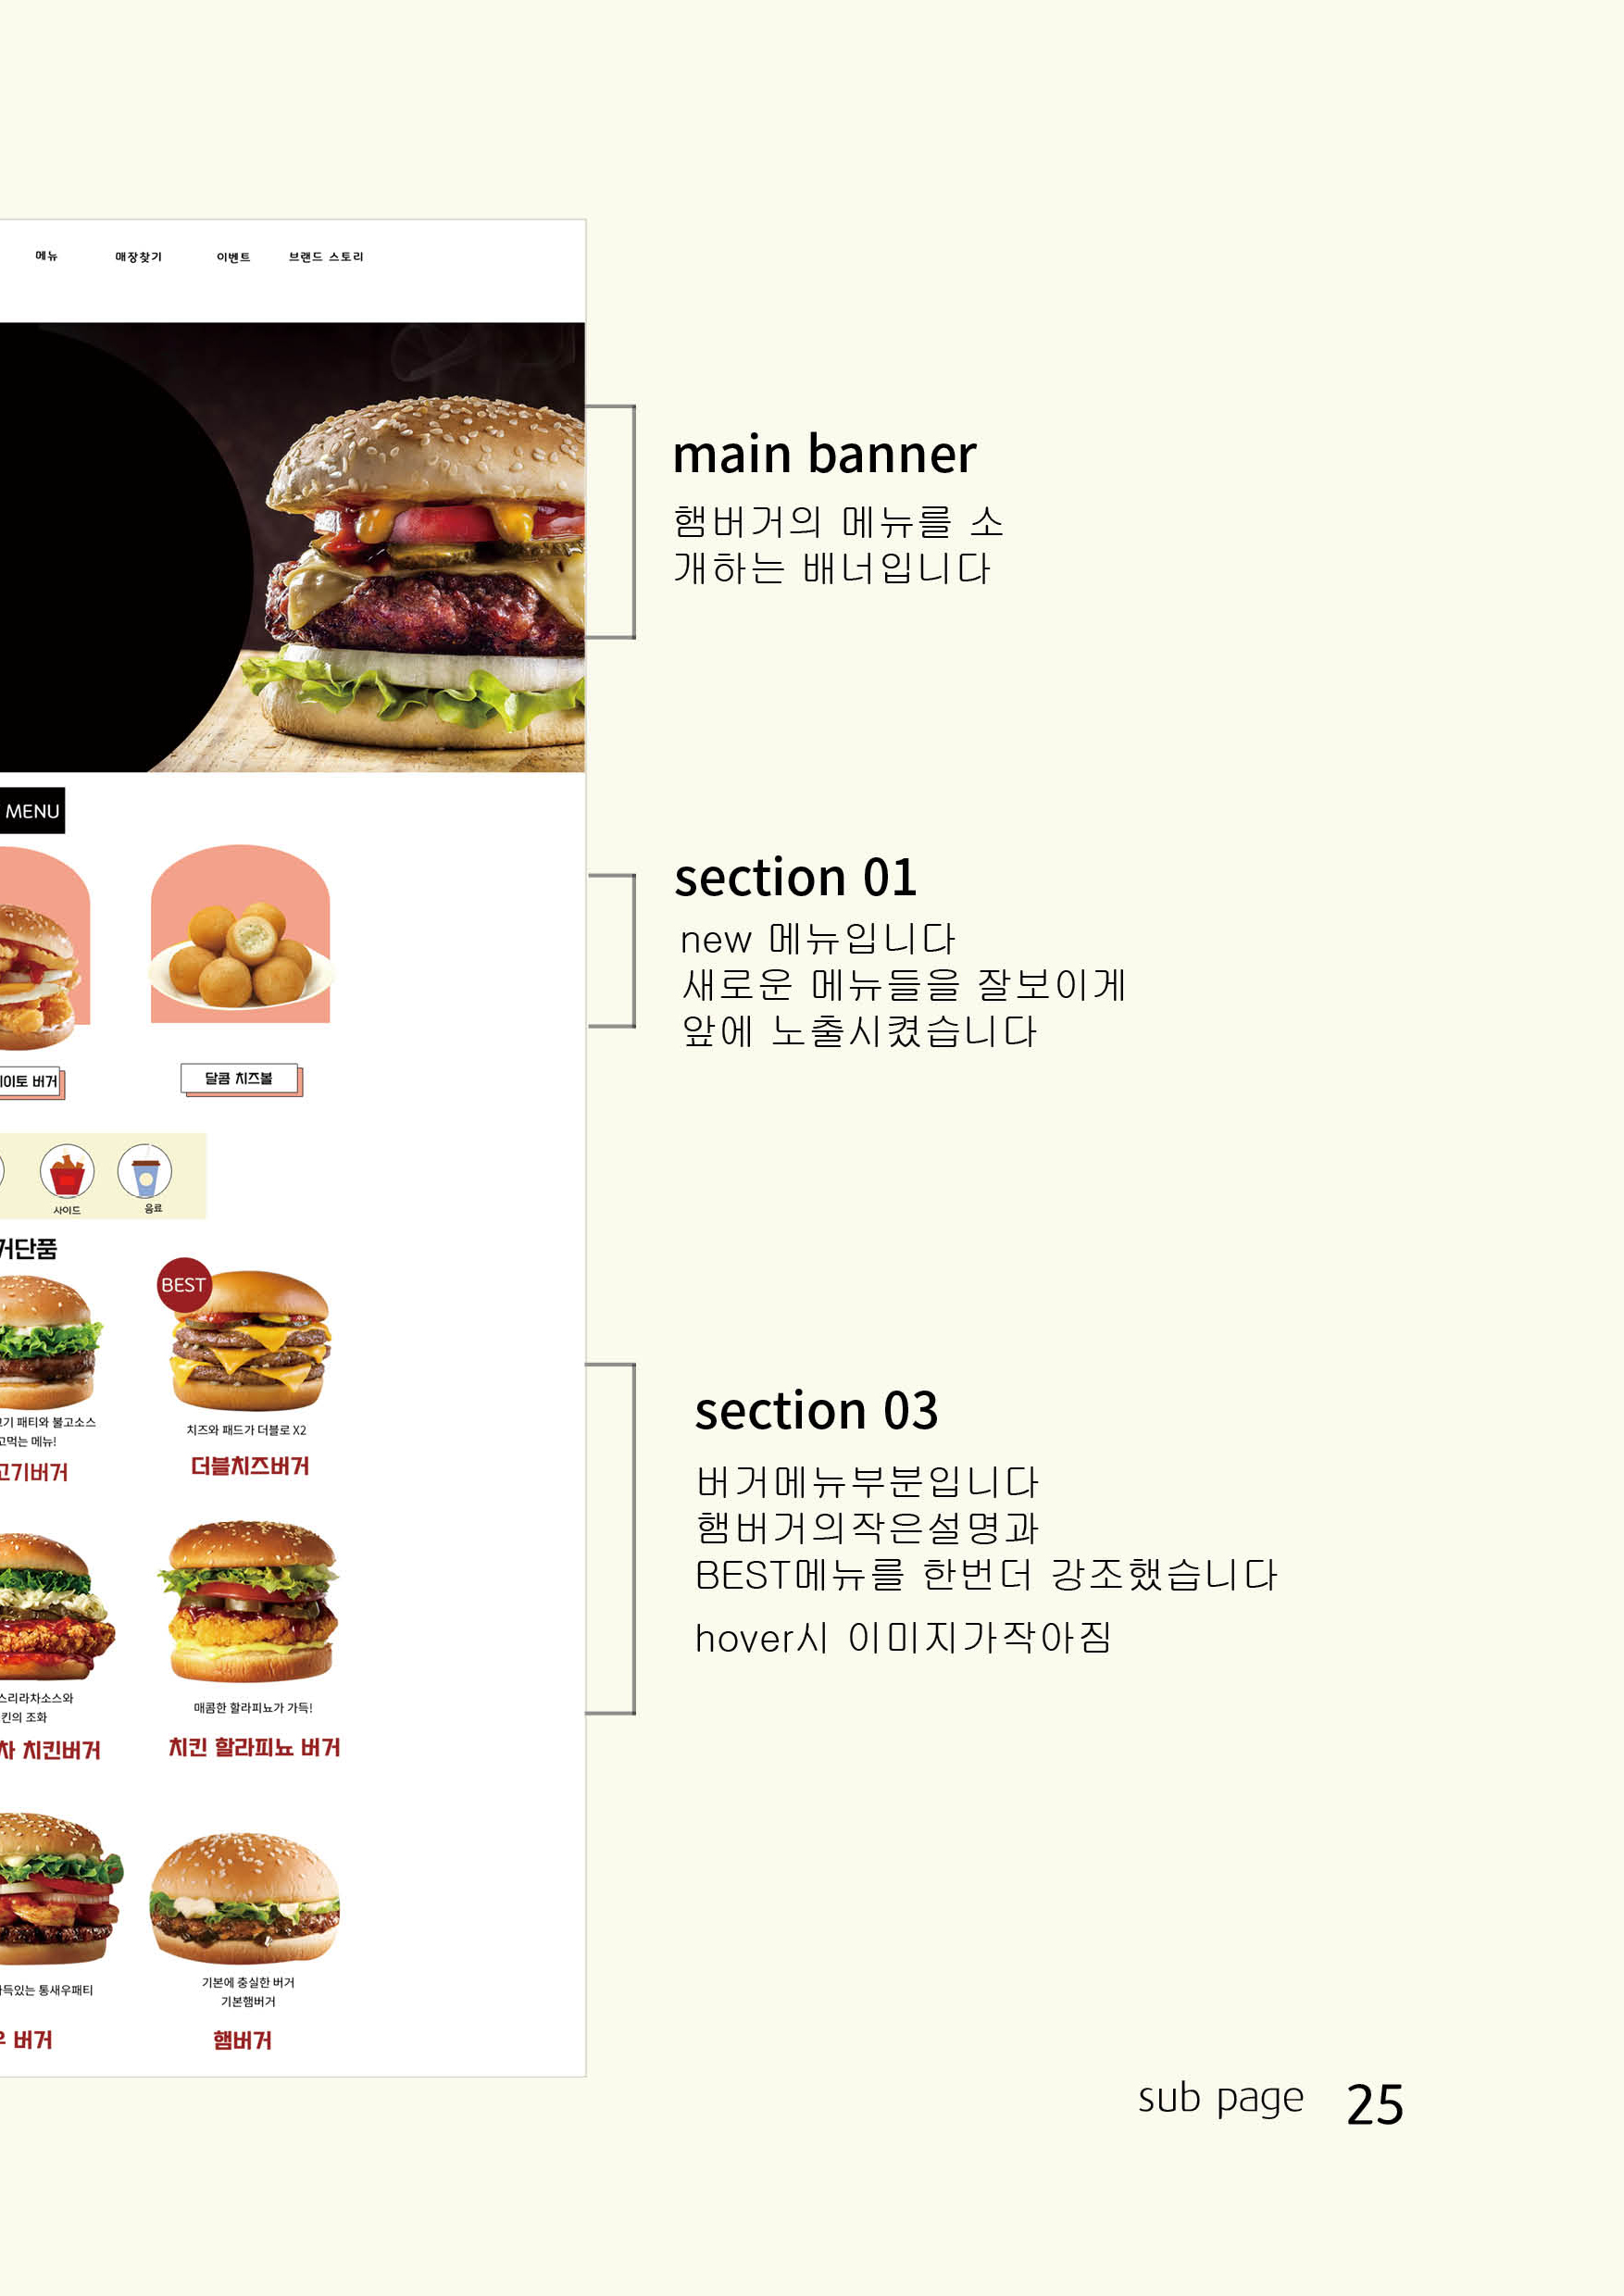 메뉴 매장찾기 이벤트 브랜드 스토리
main banner
햄버거의 메뉴를 소
개하는 배너입니다
MENU
section 01
new 메뉴입니다
새로운 메뉴들을 잘보이게
앞에 노출시켰습니다
버거 달콤 치즈볼
사이드 음료
거단품
BEST
고기 패티와 불고소스
고먹는 메뉴!
고기버거
치즈와 패드가 더블로 X2
더블치즈버거
section 03
버거메뉴부분입니다
햄버거의작은설명과
BEST메뉴를 한번더 강조했습니다
hover시 이미지가작아짐
스리라차소스와
킨의 조화
차 치킨버거
매콤한 할라피뇨가 가득!
치킨 할라피뇨 버거
득있는 통새우패티
우 버거
기본에 충실한 버거
기본햄버거
햄버거
sub page 25